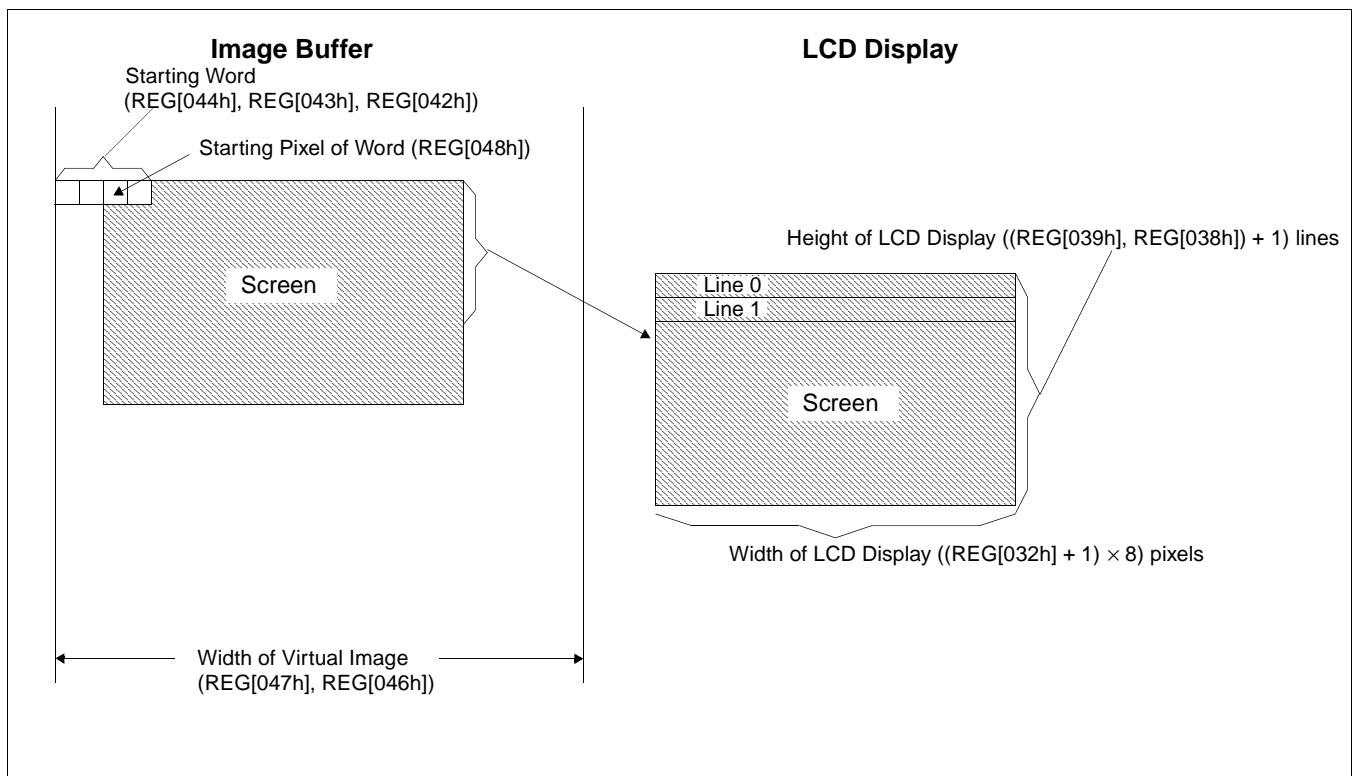 Image Buffer
LCD Display
Starting Word
(REG[044h], REG[043h], REG[042h])
Starting Pixel of Word (REG[048h])
Height of LCD Display ((REG[039h], REG[038h]) + 1) lines
Screen
Line 0
Line 1
Screen
Width of LCD Display ((REG[032h] + 1) × 8) pixels
Width of Virtual Image
(REG[047h], REG[046h])